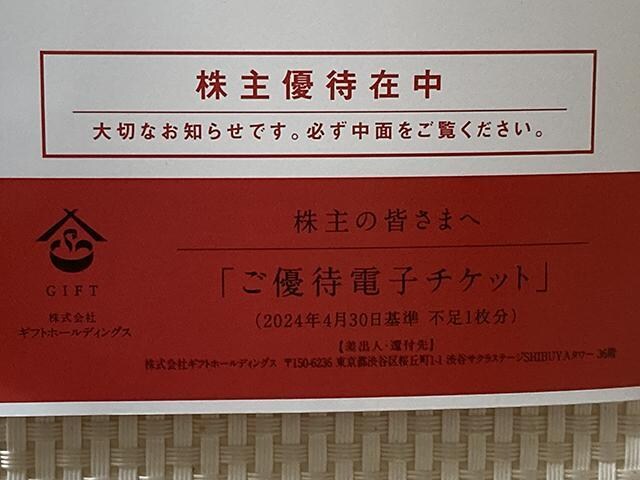 株主優待在中
大切なお知らせです。必ず中面をご覧ください。
株主の皆さまへ
「ご優待電子チケット」
(2024年4月30日基準 不足1枚分)
【差出人・還付先】
株式会社ギフトホールディングス 〒150-6236 東京都渋谷区桜丘町1-1 渋谷サクラステージSHIBUYAタワー 36階
GIFT
株式会社
ギフトホールディングス